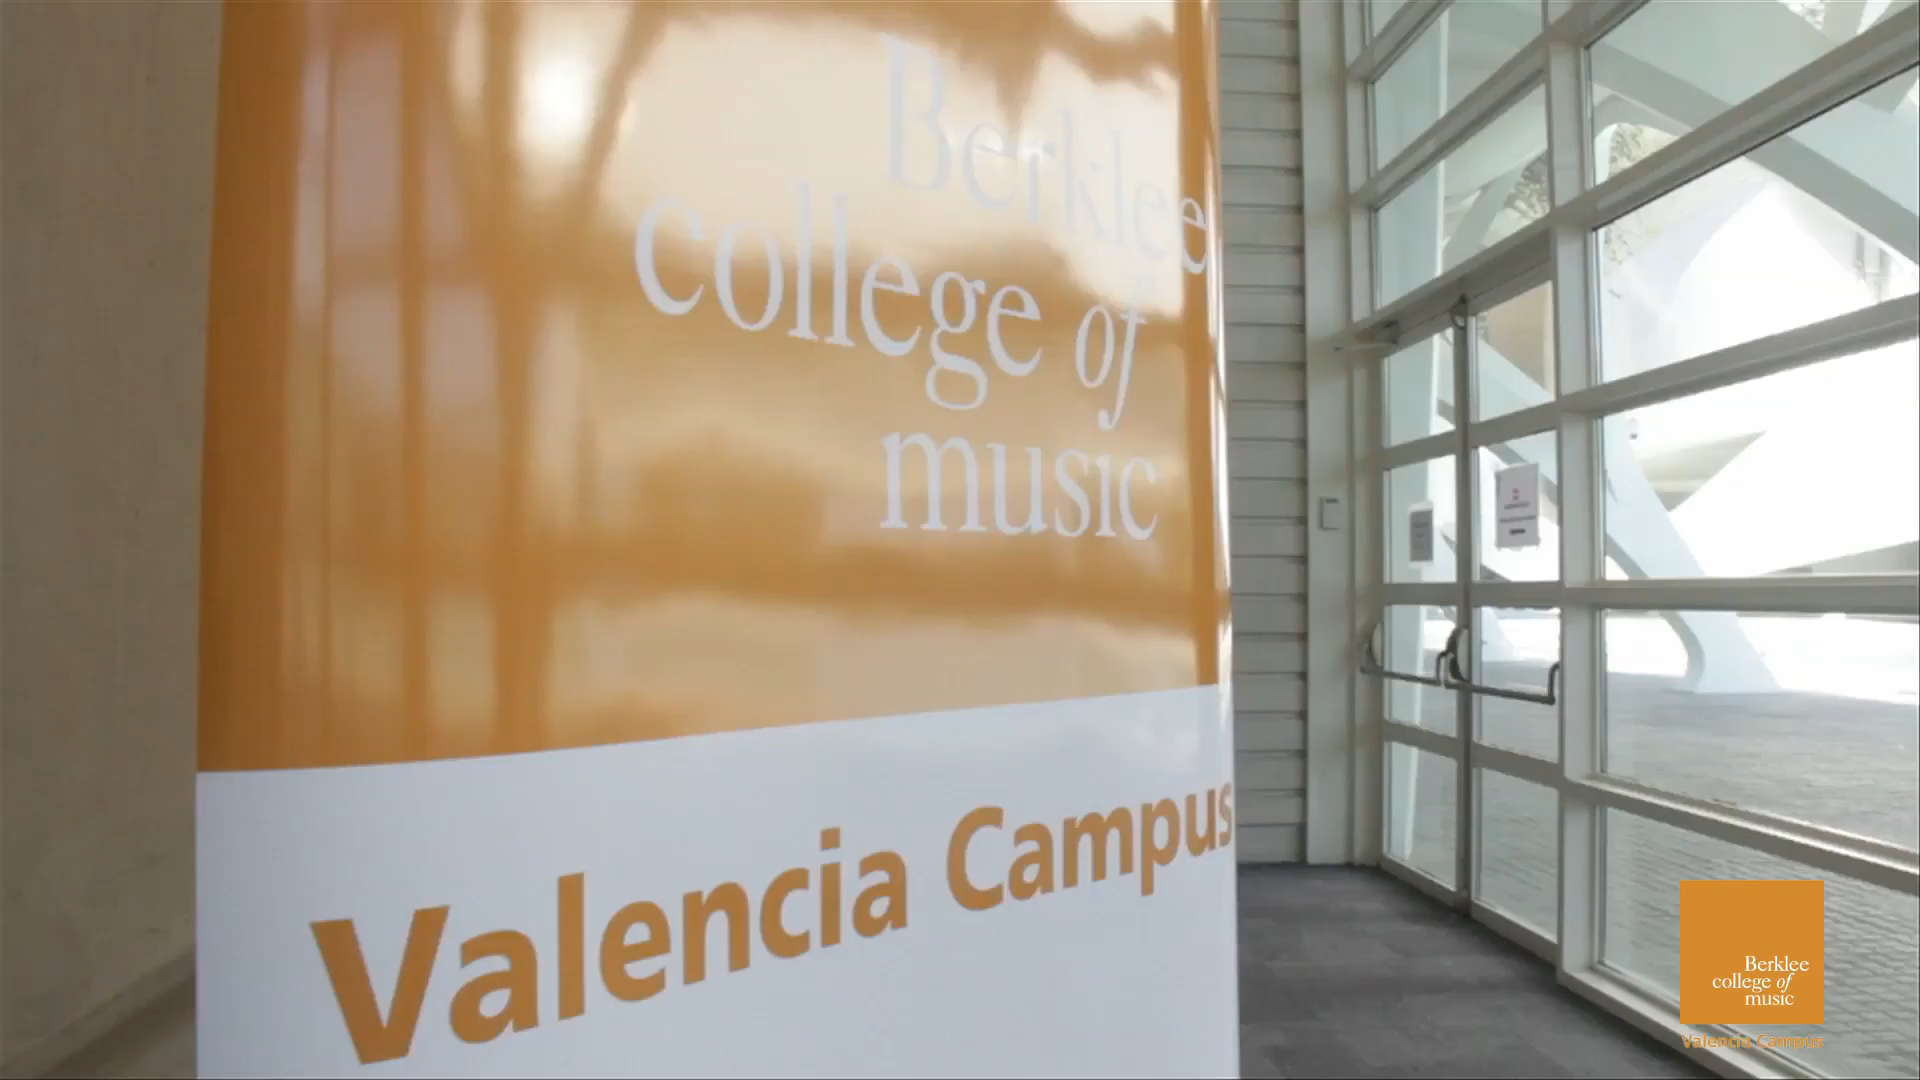 Berklee
college of
music
Valencia Campus
Berklee
college of
music
Valencia Campus